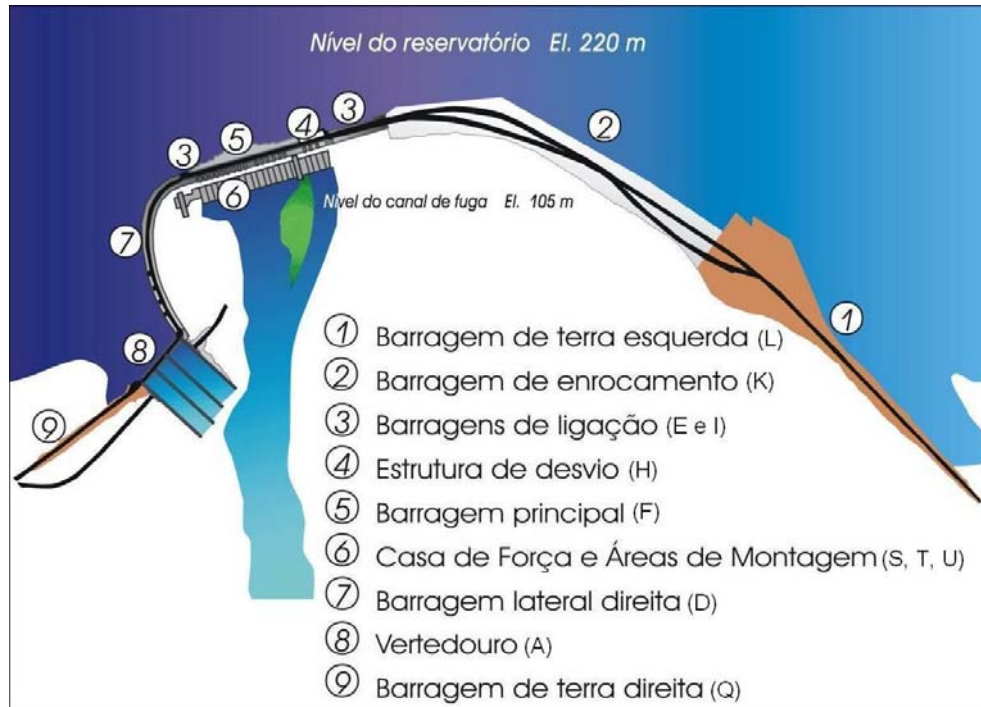 Nível do reservatório El. 220 m
3
4
5
3
2
6
Nível do canal de fuga El. 105 m
7
1
8
9
1 Barragem de terra esquerda (L)
2 Barragem de enrocamento (K)
3 Barragens de ligação (E e I)
4 Estrutura de desvio (H)
5 Barragem principal (F)
6 Casa de Força e Áreas de Montagem (S, T, U)
7 Barragem lateral direita (D)
8 Vertedouro (A)
9 Barragem de terra direita (Q)